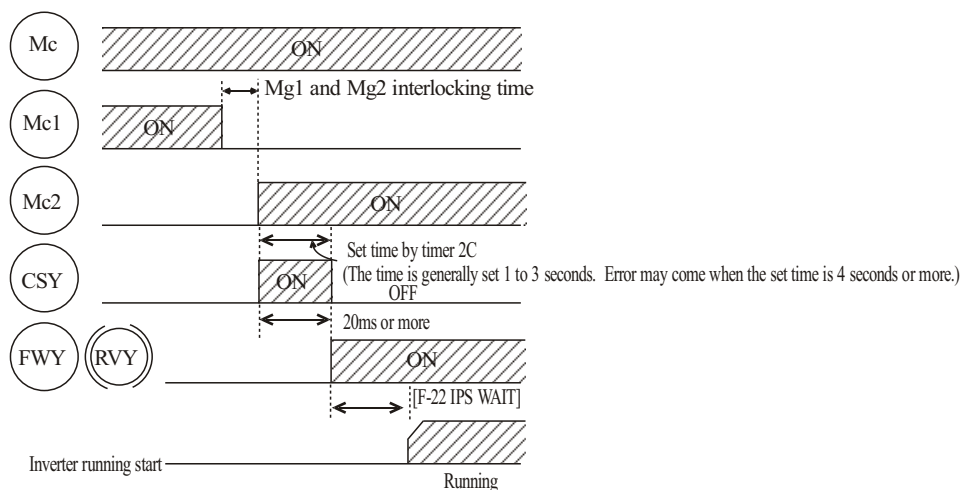 Mc
ON
Mg1 and Mg2 interlocking time
Mc1
ON
Mc2
ON
Set time by timer 2C
(The time is generally set 1 to 3 seconds. Error may come when the set time is 4 seconds or more.)
CSY
ON
OFF
20ms or more
FWY
RVY
ON
[F-22 IPS WAIT]
Inverter running start
Running